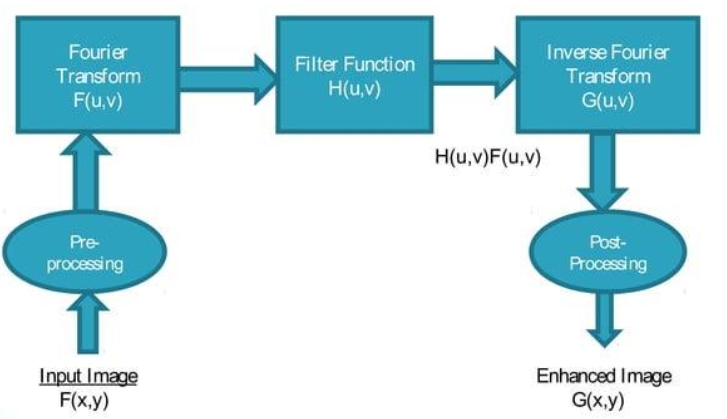 Fourier
Transform
F(u,v)
Filter Function
H(u,v)
Inverse Fourier
Transform
G(u,v)
H(u,v)F(u,v)
Pre-
processing
Post-
Processing
Input Image
F(x,y)
Enhanced Image
G(x,y)